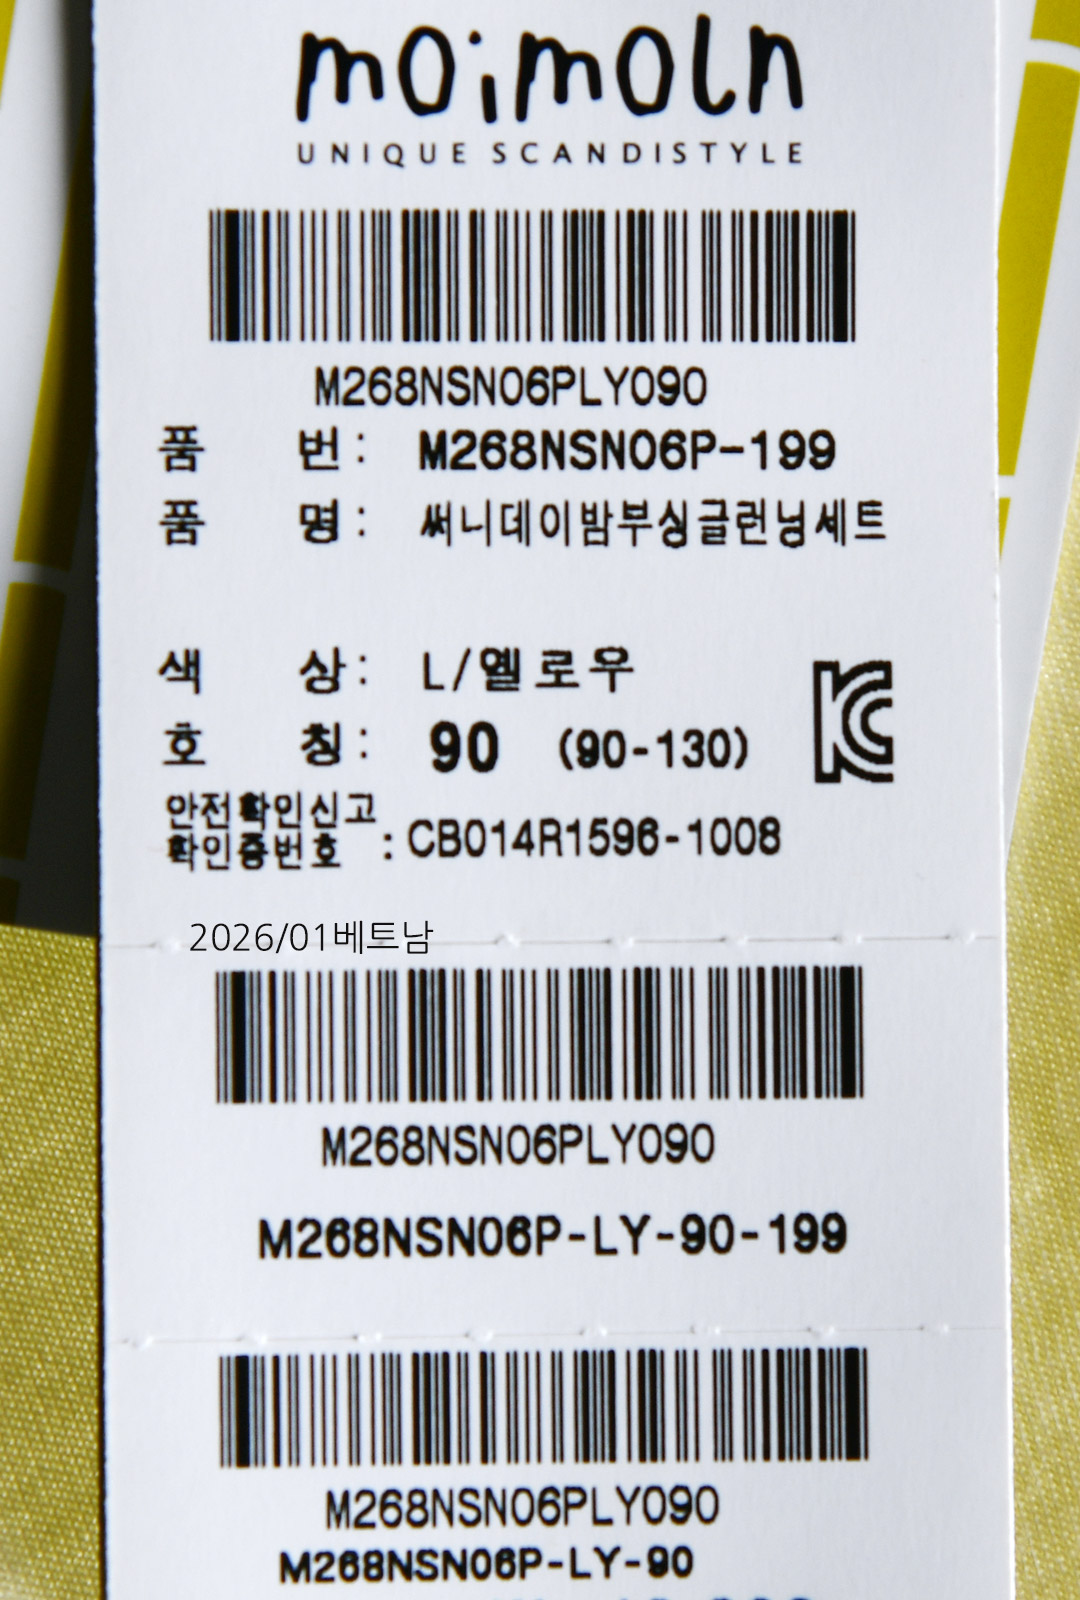 moimoln
UNIQUE SCANDISTYLE
M268NSN06PLY090
품 번 : M268NSN06P-199
품 명 : 써니데이밤부싱글런닝세트
색 상 : L/옐로우
호 칭 : 90 (90-130)
안전확인신고
확인증번호 : CB014R1596-1008
2026/01베트남
M268NSN06PLY090
M268NSN06P-LY-90-199
M268NSN06PLY090
M268NSN06P-LY-90